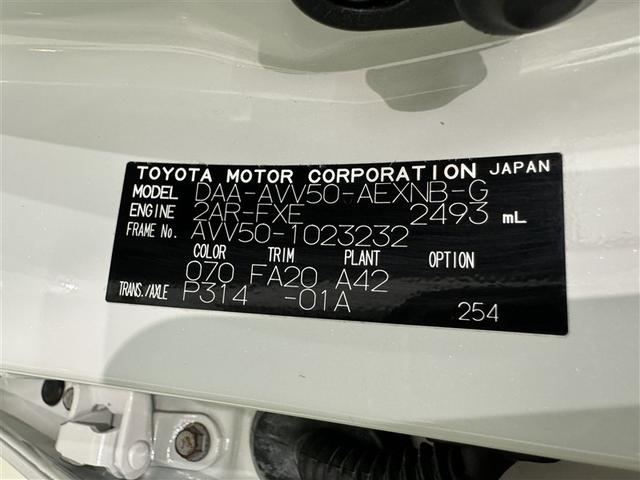 TOYOTA MOTOR CORPORATION JAPAN
MODEL DAA-AVV50-AEXNB-G
ENGINE 2AR-FXE 2493 mL
FRAME No. AVV50-1023232
COLOR TRIM PLANT OPTION
070 FA20 A42
TRANS./AXLE P314 -01A
254